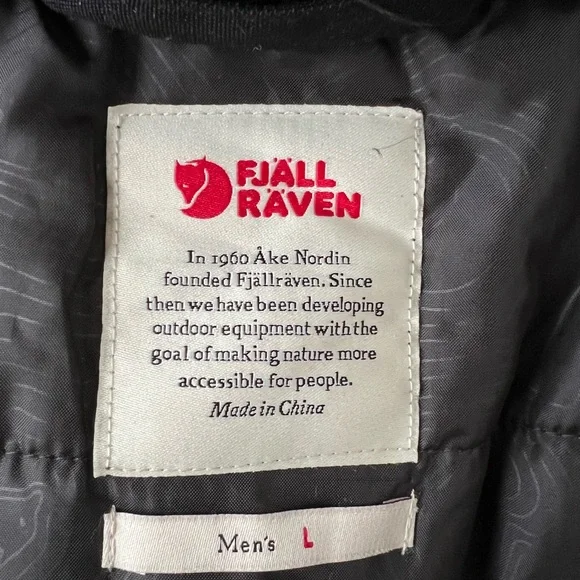 FJÄLL
RÄVEN
In 1960 Åke Nordin
founded Fjällräven. Since
then we have been developing
outdoor equipment with the
goal of making nature more
accessible for people.
Made in China
Men's L